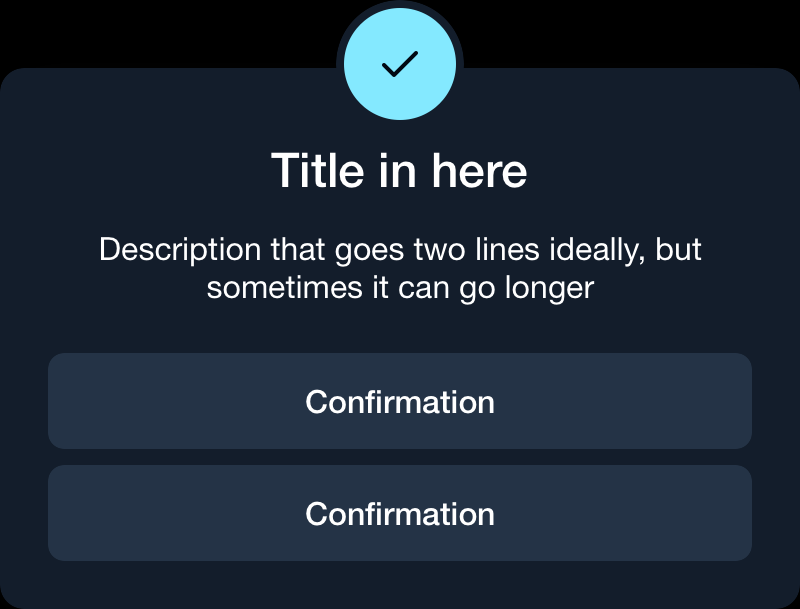 Title in here
Description that goes two lines ideally, but
sometimes it can go longer
Confirmation
Confirmation